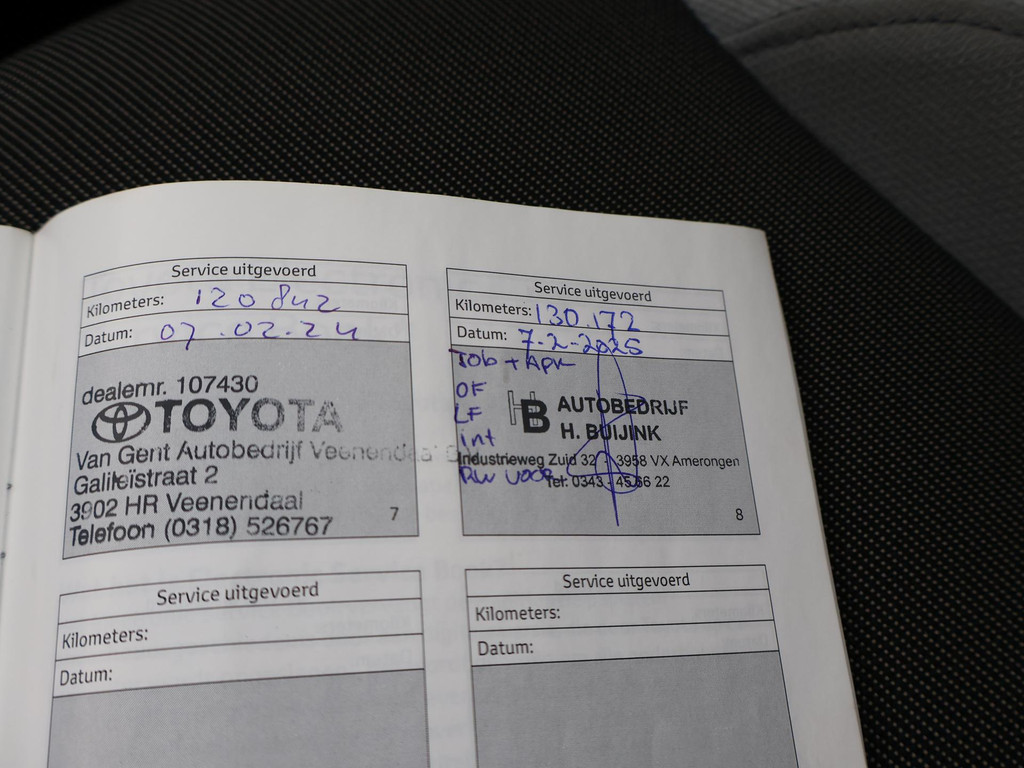 Service uitgevoerd
Kilometers: 120 842
Datum: 07.02.24
dealernr. 107430
TOYOTA
Van Gent Autobedrijf Veenendaal
Galileïstraat 2
3902 HR Veenendaal
Telefoon (0318) 526767
7
Service uitgevoerd
Kilometers: 130.172
Datum: 7-2-2025
Job + Apk
OF
LF
int
RW voor
HB AUTOBEDRIJF
H. BUIJINK
Industrieweg Zuid 32 - 3958 VX Amerongen
Tel: 0343 - 45 66 22
8
Service uitgevoerd
Kilometers:
Datum:
Service uitgevoerd
Kilometers:
Datum: